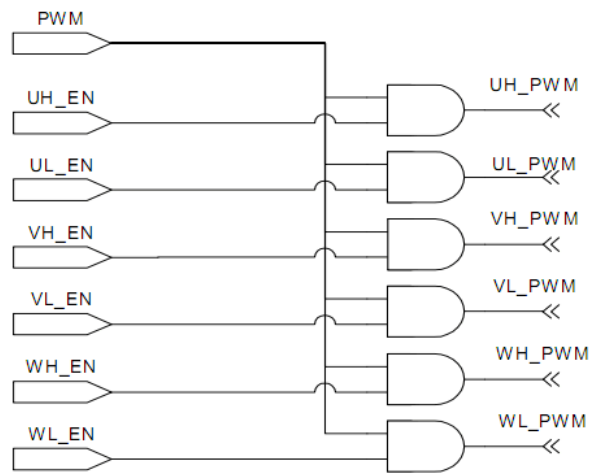 PWM
UH_EN
UH_PWM
UL_EN
UL_PWM
VH_EN
VH_PWM
VL_EN
VL_PWM
WH_EN
WH_PWM
WL_EN
WL_PWM